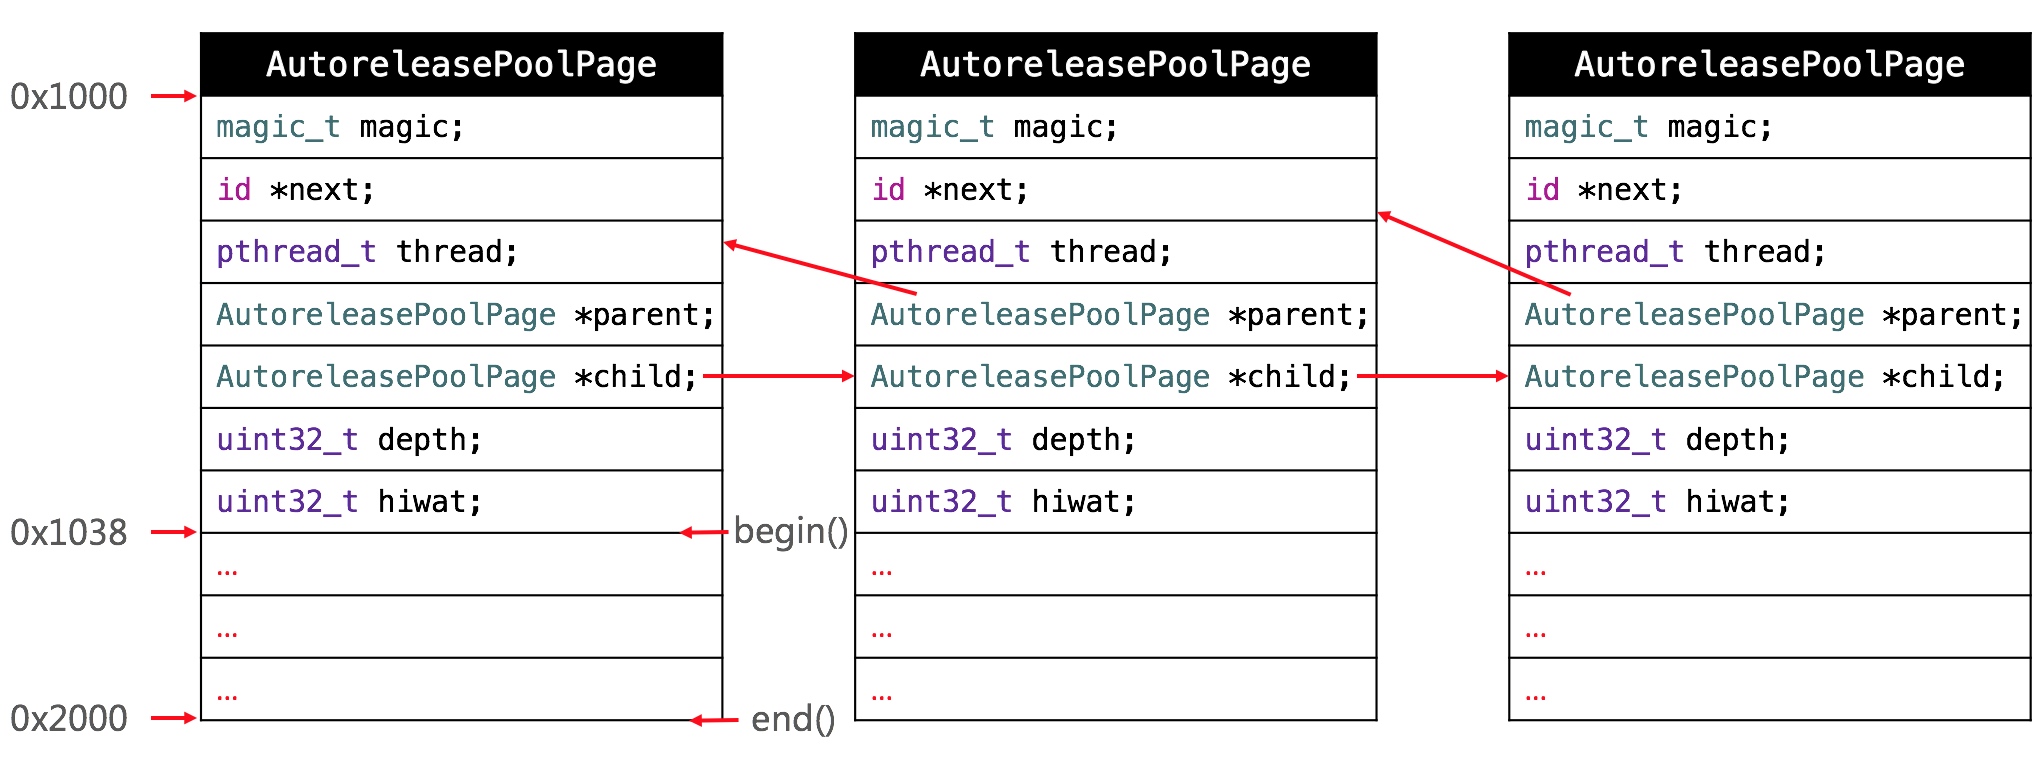 AutoreleasePoolPage
0x1000
magic_t magic;
id *next;
pthread_t thread;
AutoreleasePoolPage *parent;
AutoreleasePoolPage *child;
uint32_t depth;
uint32_t hiwat;
0x1038
begin()
...
...
...
0x2000
end()
AutoreleasePoolPage
magic_t magic;
id *next;
pthread_t thread;
AutoreleasePoolPage *parent;
AutoreleasePoolPage *child;
uint32_t depth;
uint32_t hiwat;
...
...
...
AutoreleasePoolPage
magic_t magic;
id *next;
pthread_t thread;
AutoreleasePoolPage *parent;
AutoreleasePoolPage *child;
uint32_t depth;
uint32_t hiwat;
...
...
...